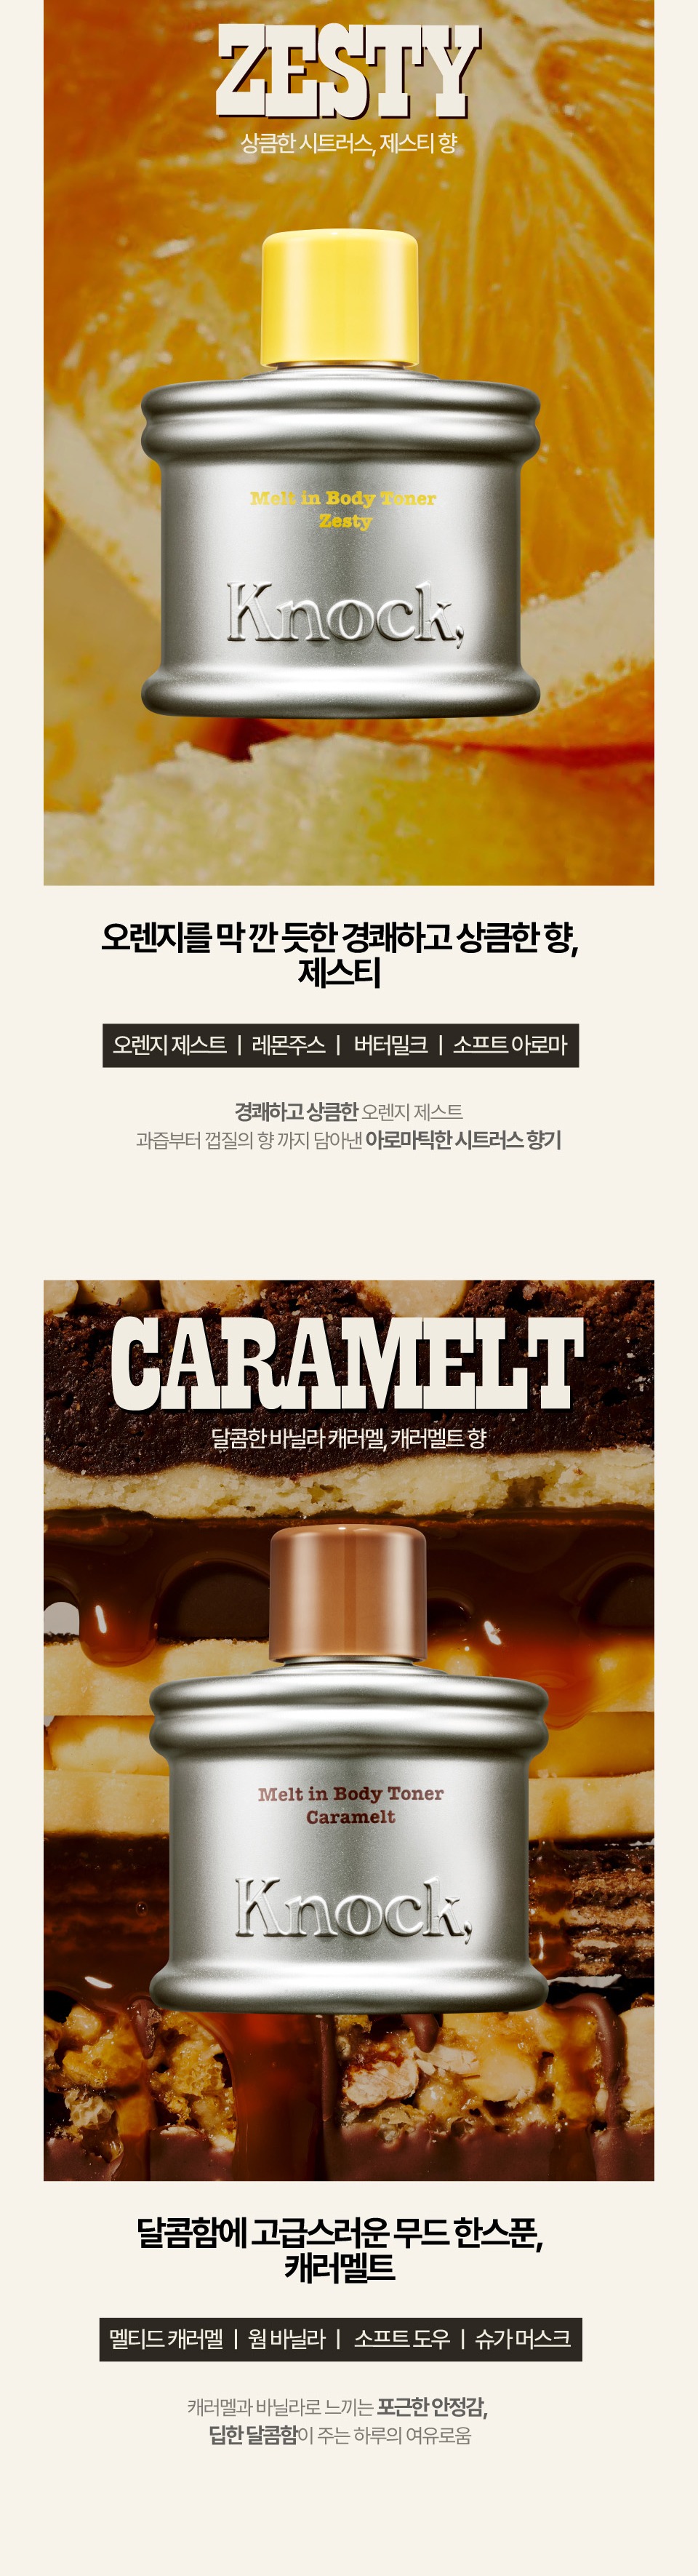 ZESTY
상큼한 시트러스, 제스티 향
Melt in Body Toner
Zesty
Knock,
오렌지를 막 깐 듯한 경쾌하고 상큼한 향,
제스티
오렌지 제스트 | 레몬주스 | 버터밀크 | 소프트 아로마
경쾌하고 상큼한 오렌지 제스트
과즙부터 껍질의 향 까지 담아낸 아로마틱한 시트러스 향기
CARAMELT
달콤한 바닐라 캐러멜, 캐러멜트 향
Melt in Body Toner
Caramelt
Knock,
달콤함에 고급스러운 무드 한스푼,
캐러멜트
멜티드 캐러멜 | 웜 바닐라 | 소프트 도우 | 슈가 머스크
캐러멜과 바닐라로 느끼는 포근한 안정감,
딥한 달콤함이 주는 하루의 여유로움